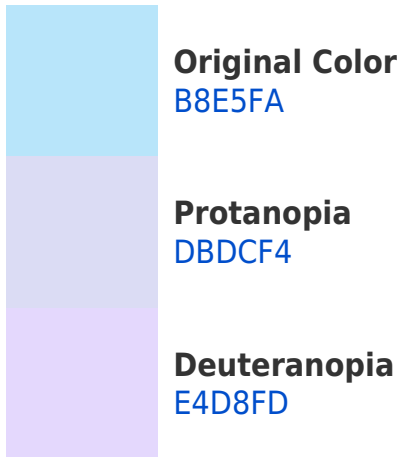 Original Color
B8E5FA
Protanopia
DBDCF4
Deuteranopia
E4D8FD